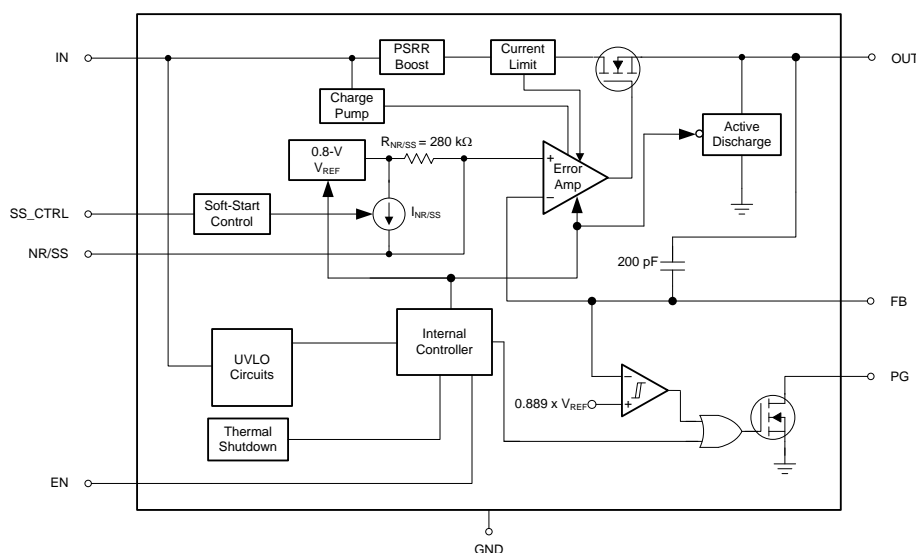 IN
PSRR
Boost
Current
Limit
OUT
Charge
Pump
Active
Discharge
R_NR/SS = 280 kΩ
0.8-V
V_REF
+
Error
Amp
−
SS_CTRL
Soft-Start
Control
I_NR/SS
NR/SS
200 pF
FB
Internal
Controller
UVLO
Circuits
PG
−
0.889 x V_REF
+
Thermal
Shutdown
EN
GND